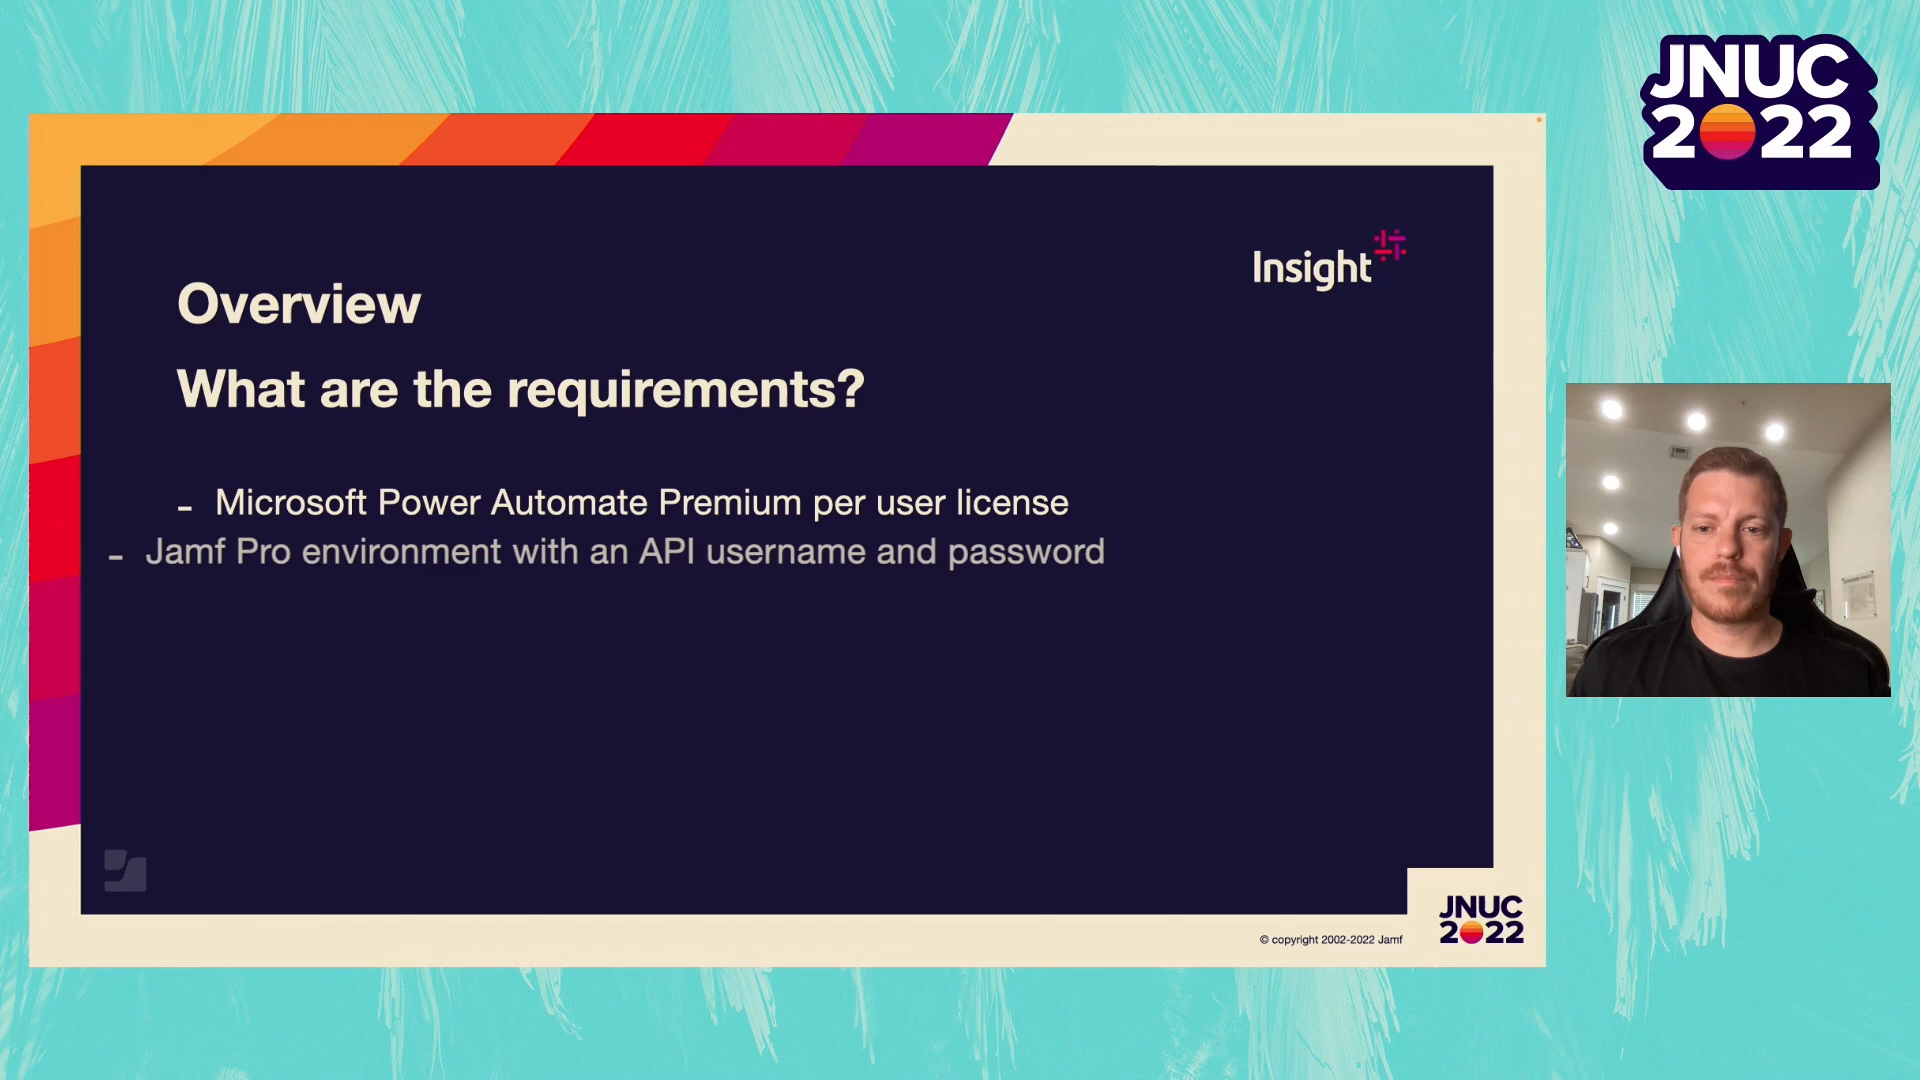 JNUC
2022
Insight
Overview
What are the requirements?
- Microsoft Power Automate Premium per user license
- Jamf Pro environment with an API username and password
© copyright 2002-2022 Jamf
JNUC
2022